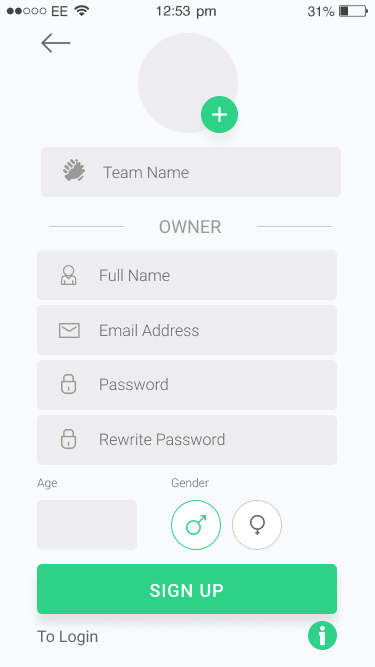 EE 12:53 pm 31%
Team Name
OWNER
Full Name
Email Address
Password
Rewrite Password
Age Gender
SIGN UP
To Login